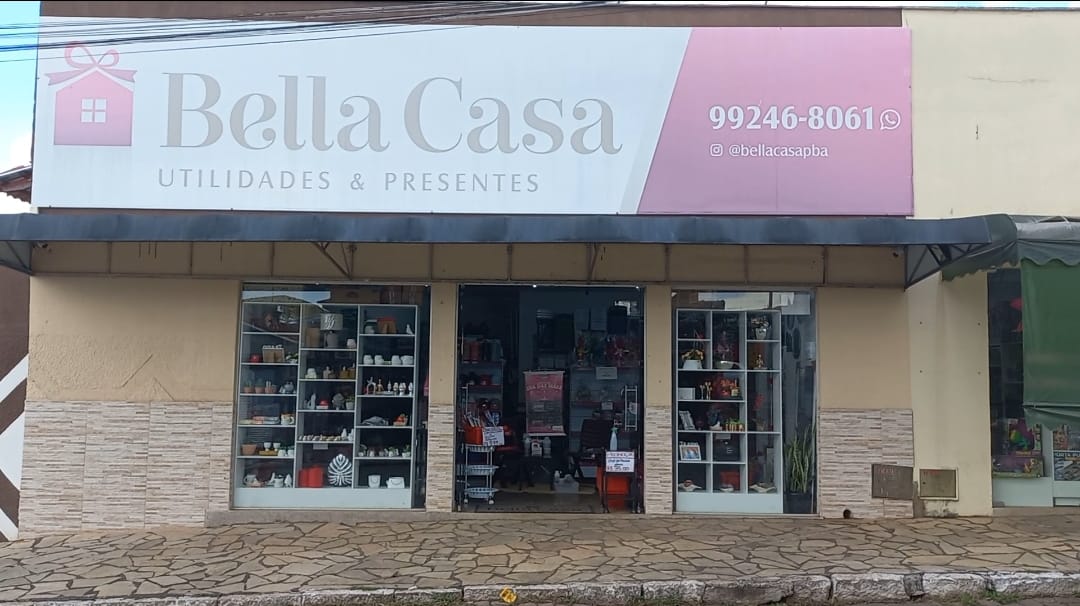 Bella Casa
UTILIDADES & PRESENTES
99246-8061
@bellacasapba